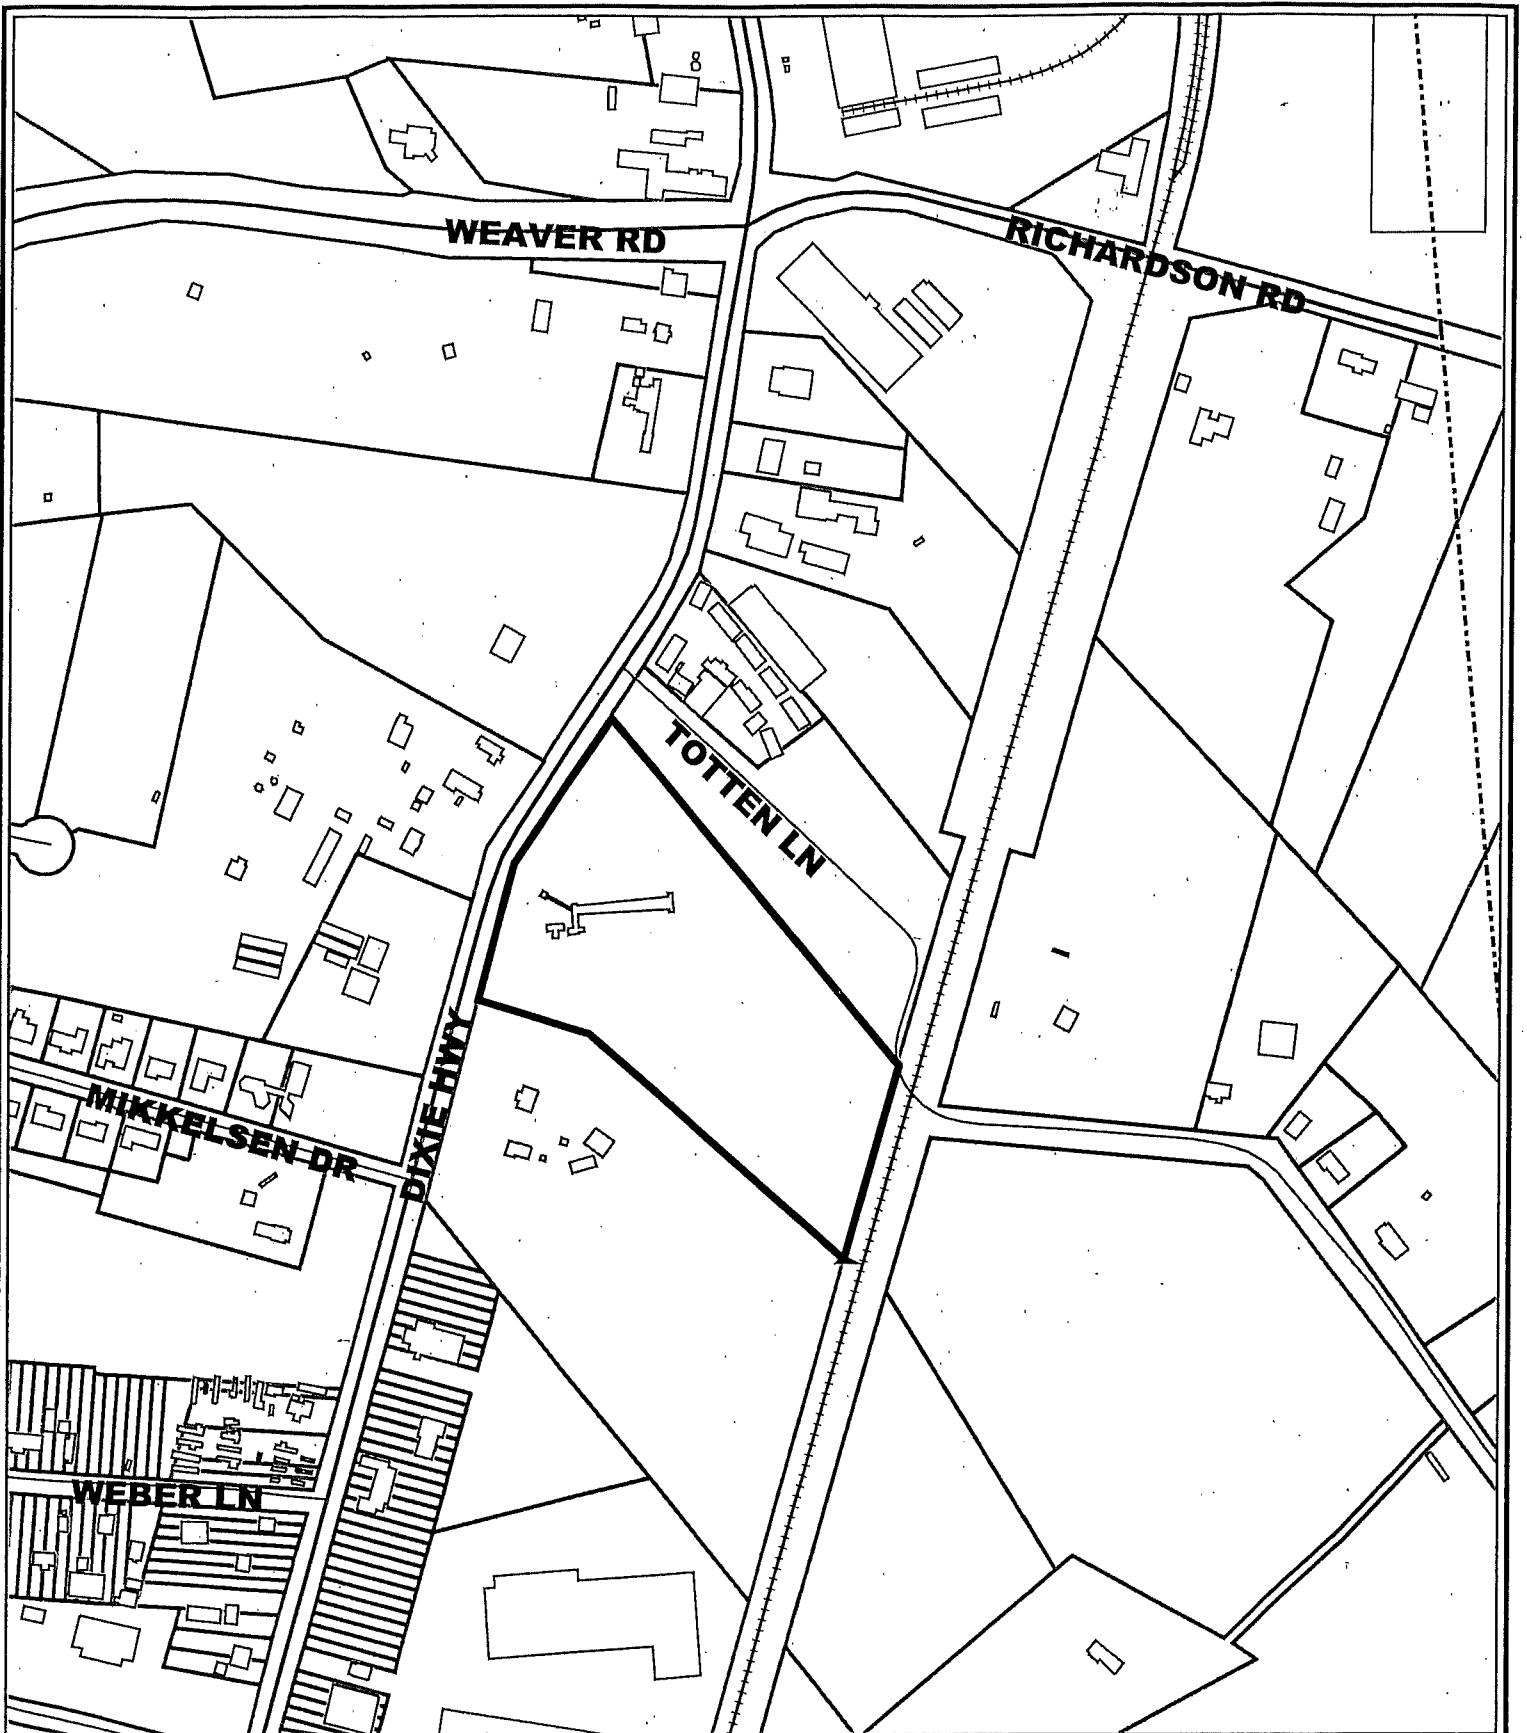 WEAVER RD
RICHARDSON RD
TOTTEN LN
DIXIE HWY
MIKKELSEN DR
WEBER LN